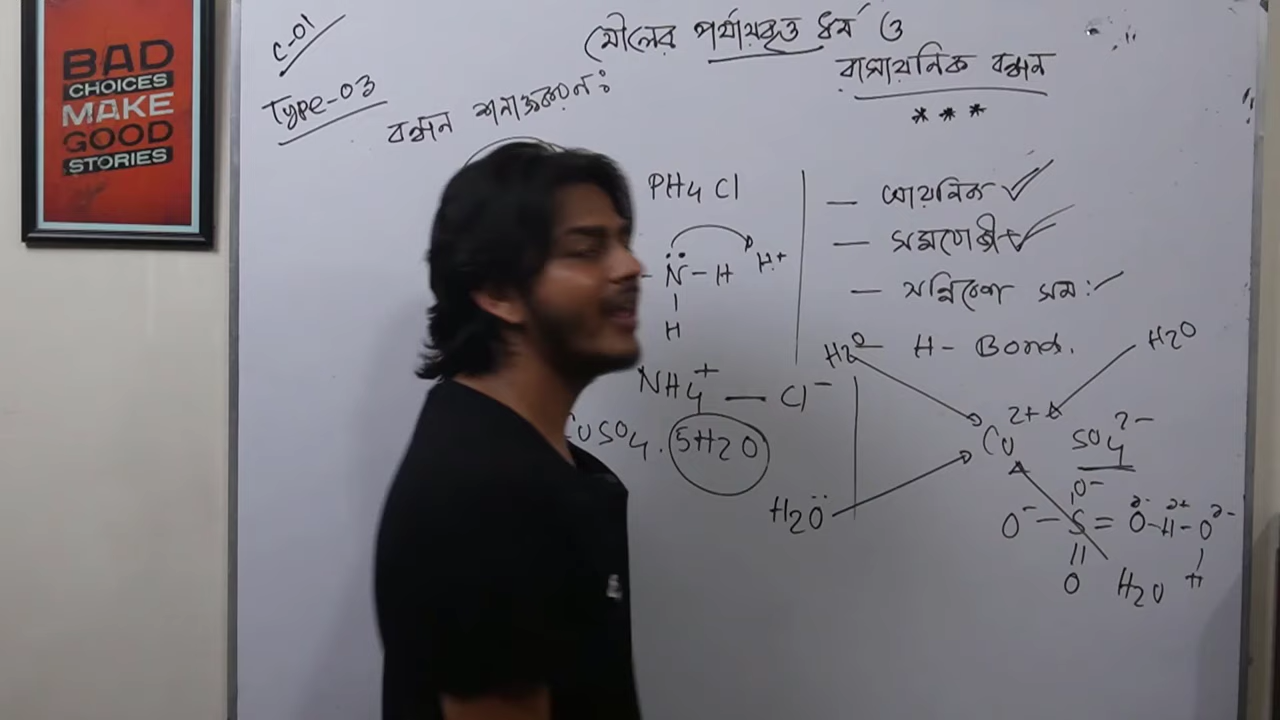 BAD
CHOICES
MAKE
GOOD
STORIES
C-01
Type-03
মৌলের পর্যায়বৃত্ত ধর্ম ও
রাসায়নিক বন্ধন
***
বন্ধন শনাক্তকরণ:
PH4Cl
N̈ - H H+
H
NH4+ — Cl-
CuSO4 . 5H2O
— আয়নিক ✓
— সমযোজী ✓
— সন্নিবেশ সম: ✓
— H- Bond.
H2O
H2O
Cu2+ SO42-
H2Ö
O-
O- - S = O - H - O
O
H
H2O